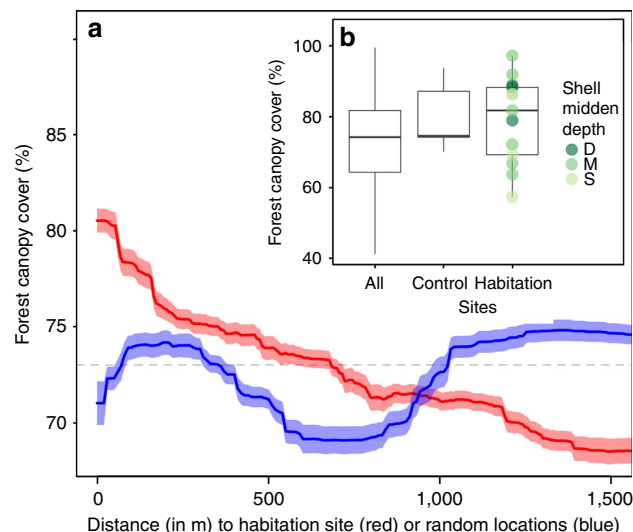 a
b
Forest canopy cover (%)
85
80
75
70
0
500
1,000
1,500
Distance (in m) to habitation site (red) or random locations (blue)
Forest canopy cover (%)
100
80
60
40
All
Control
Habitation
Sites
Shell
midden
depth
D
M
S